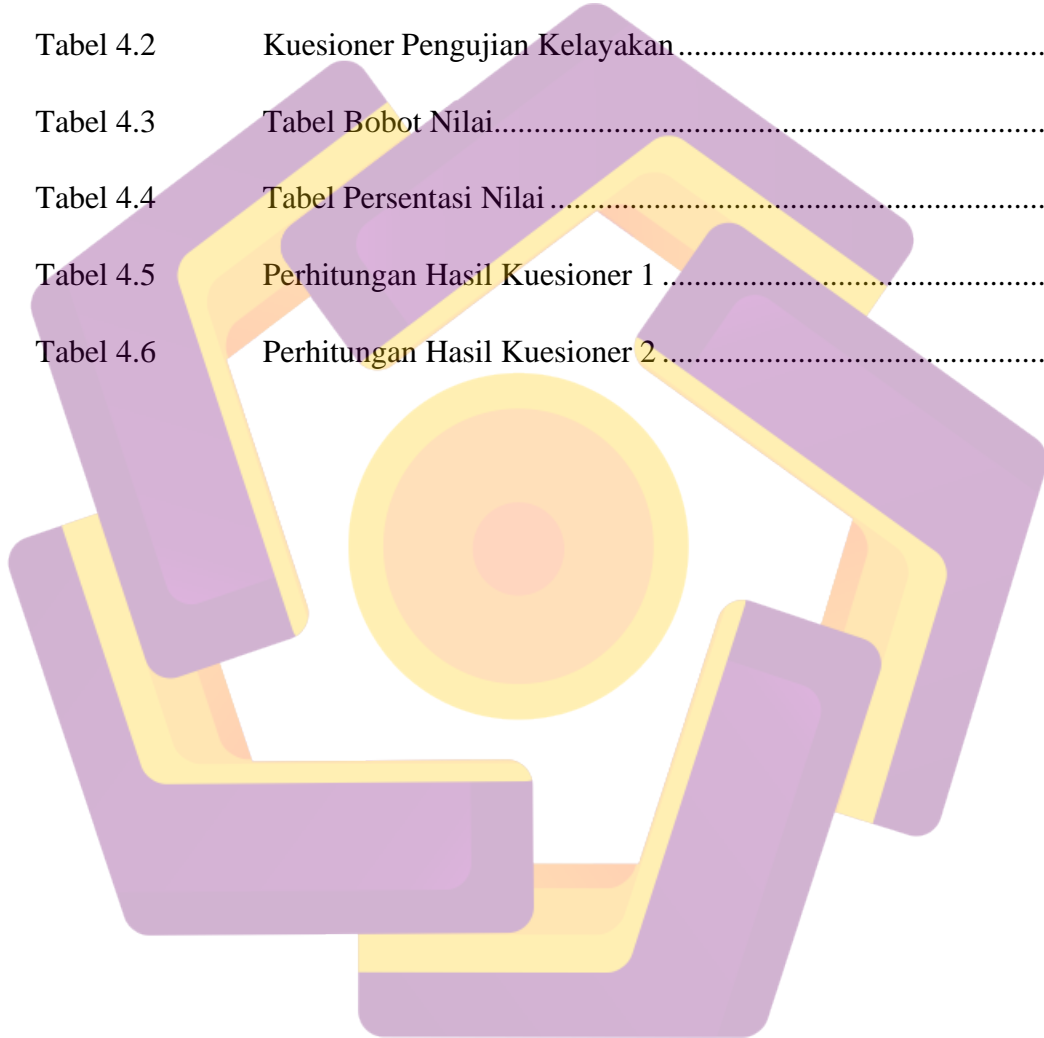 Tabel 4.2 Kuesioner Pengujian Kelayakan.............................................
Tabel 4.3 Tabel Bobot Nilai...................................................................
Tabel 4.4 Tabel Persentasi Nilai ............................................................
Tabel 4.5 Perhitungan Hasil Kuesioner 1 ..............................................
Tabel 4.6 Perhitungan Hasil Kuesioner 2 ..............................................